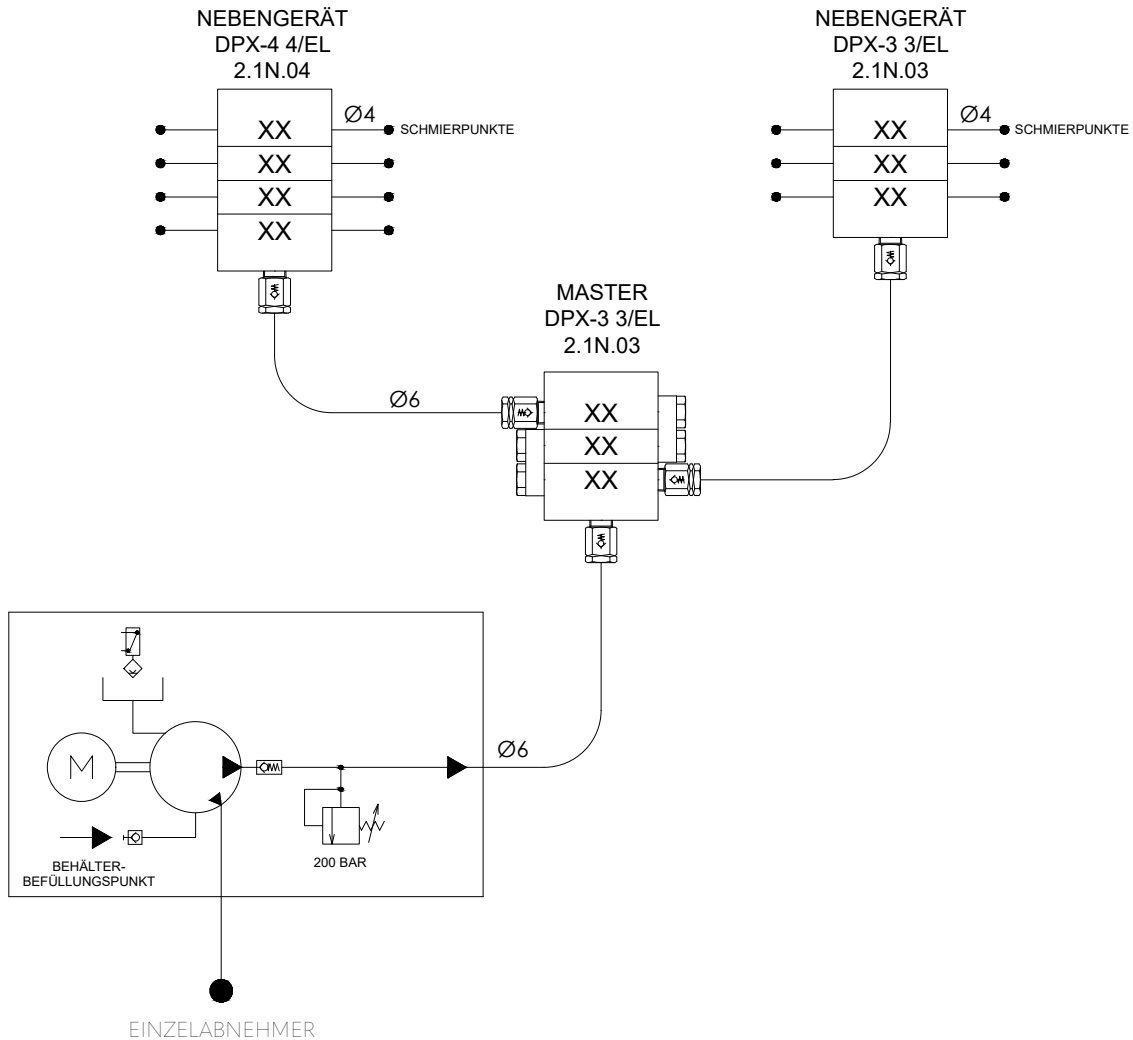 NEBENGERÄT
DPX-4 4/EL
2.1N.04
NEBENGERÄT
DPX-3 3/EL
2.1N.03
Ø4
SCHMIERPUNKTE
XX
XX
XX
XX
Ø4
SCHMIERPUNKTE
XX
XX
XX
MASTER
DPX-3 3/EL
2.1N.03
Ø6
XX
XX
XX
M
Ø6
BEHÄLTER-
BEFÜLLUNGSPUNKT
200 BAR
EINZELABNEHMER